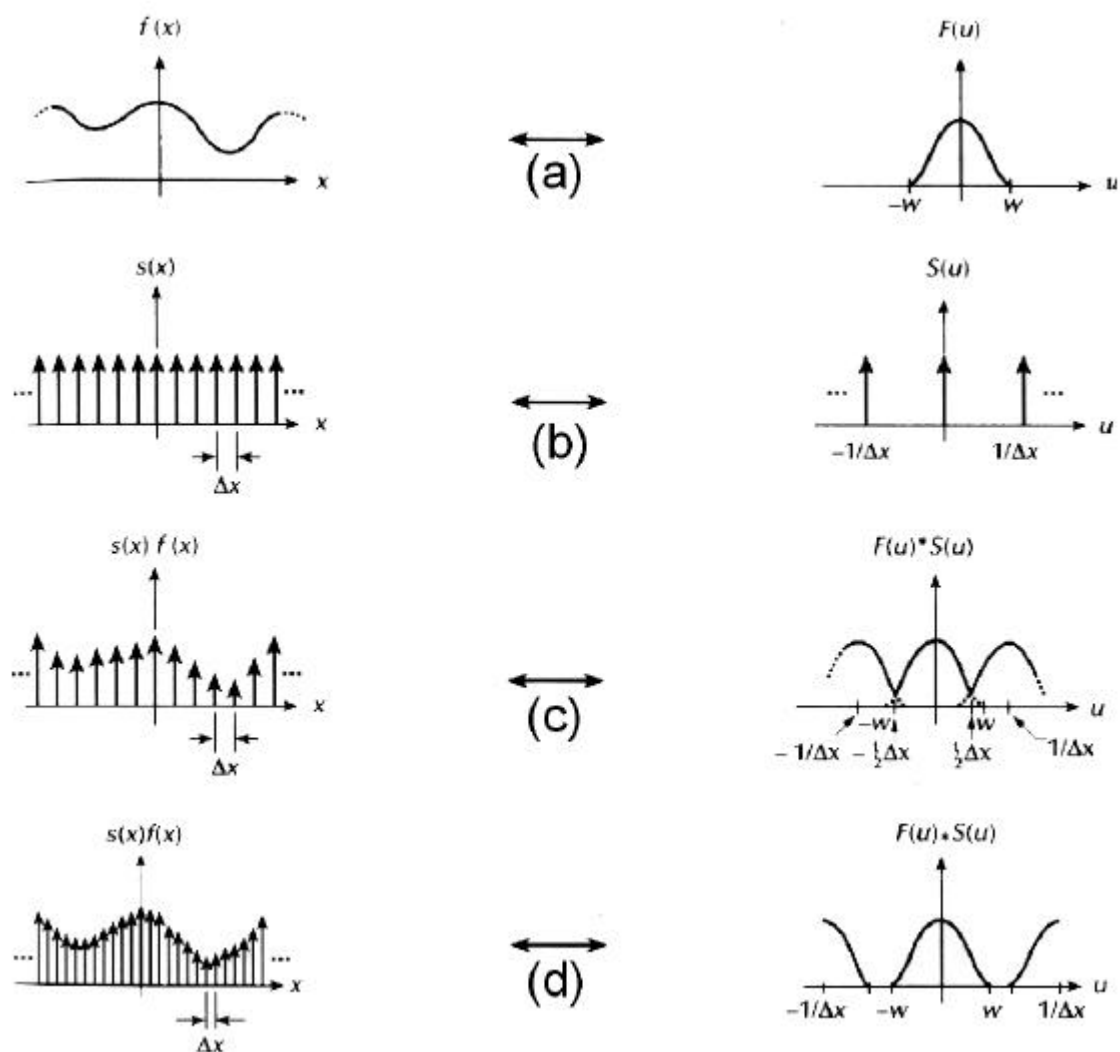 f(x) F(u)
x (a) -w w u
s(x) S(u)
... ... x (b) ... ... u
-1/Δx 1/Δx
Δx
s(x) f(x) F(u)*S(u)
... ... x (c) u
-w w
-1/Δx -½Δx ½Δx 1/Δx
Δx
s(x)f(x) F(u)*S(u)
... ... x (d) u
-1/Δx -w w 1/Δx
Δx